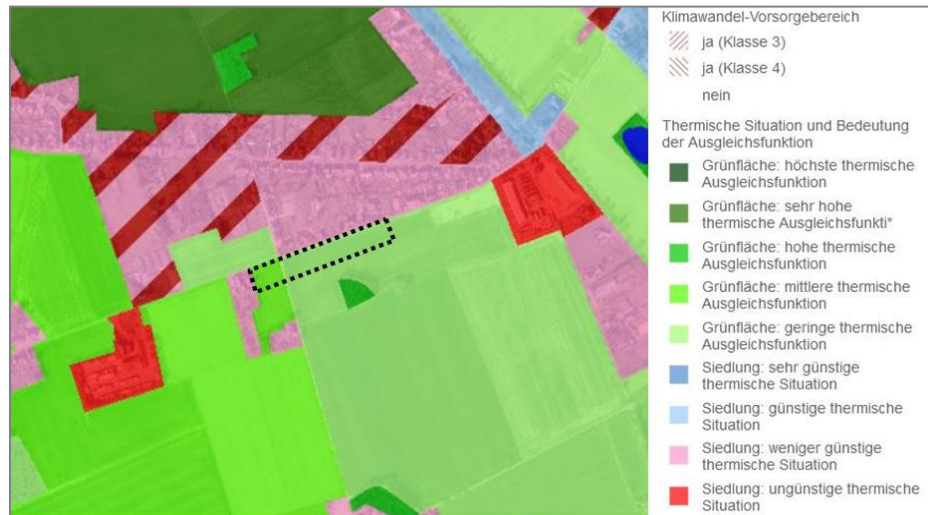 Klimawandel-Vorsorgebereich
ja (Klasse 3)
ja (Klasse 4)
nein
Thermische Situation und Bedeutung
der Ausgleichsfunktion
Grünfläche: höchste thermische
Ausgleichsfunktion
Grünfläche: sehr hohe
thermische Ausgleichsfunkti*
Grünfläche: hohe thermische
Ausgleichsfunktion
Grünfläche: mittlere thermische
Ausgleichsfunktion
Grünfläche: geringe thermische
Ausgleichsfunktion
Siedlung: sehr günstige
thermische Situation
Siedlung: günstige thermische
Situation
Siedlung: weniger günstige
thermische Situation
Siedlung: ungünstige thermische
Situation